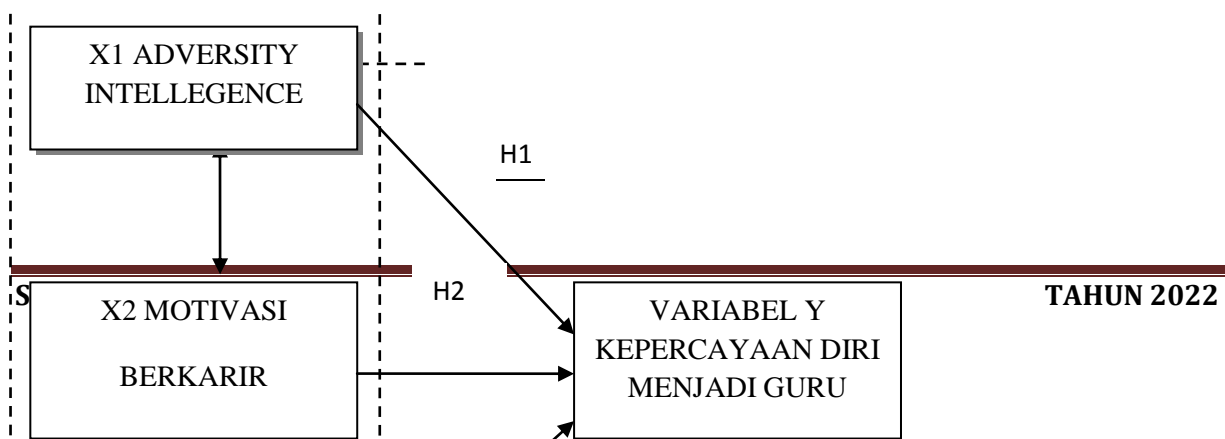 X1 ADVERSITY
INTELLEGENCE
H1
H2
S
TAHUN 2022
X2 MOTIVASI
BERKARIR
VARIABEL Y
KEPERCAYAAN DIRI
MENJADI GURU